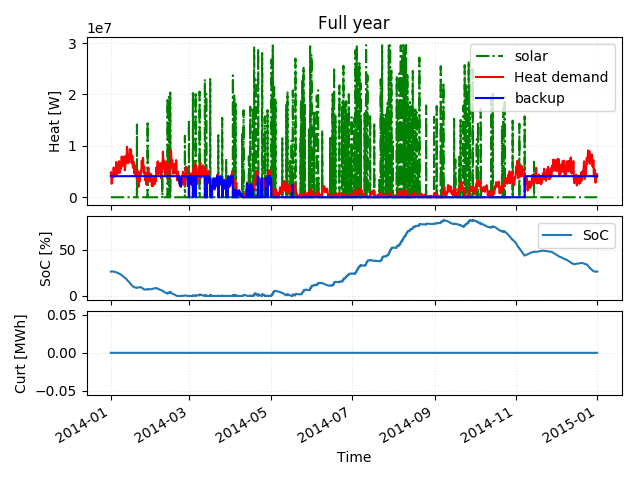 Full year
1e7
3
2
1
0
Heat [W]
solar
Heat demand
backup
50
0
SoC [%]
SoC
0.05
0.00
−0.05
Curt [MWh]
2014-01
2014-03
2014-05
2014-07
2014-09
2014-11
2015-01
Time